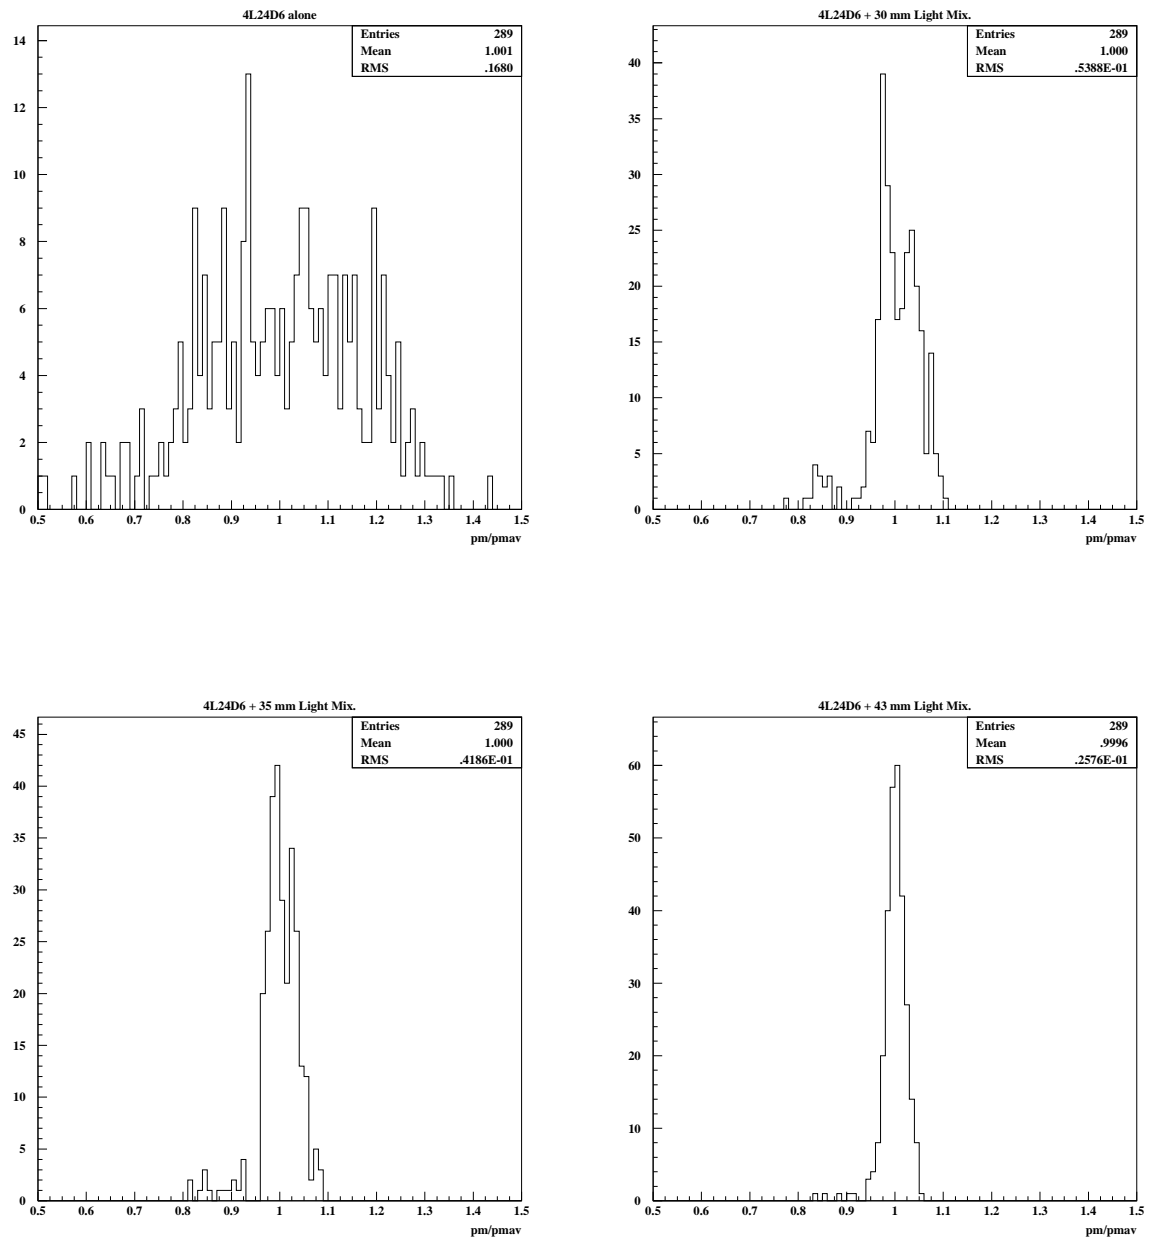 4L24D6 alone
Entries 289
Mean 1.001
RMS .1680
14
12
10
8
6
4
2
0
0.5 0.6 0.7 0.8 0.9 1 1.1 1.2 1.3 1.4 1.5
pm/pmav
4L24D6 + 30 mm Light Mix.
Entries 289
Mean 1.000
RMS .5388E-01
40
35
30
25
20
15
10
5
0
0.5 0.6 0.7 0.8 0.9 1 1.1 1.2 1.3 1.4 1.5
pm/pmav
4L24D6 + 35 mm Light Mix.
Entries 289
Mean 1.000
RMS .4186E-01
45
40
35
30
25
20
15
10
5
0
0.5 0.6 0.7 0.8 0.9 1 1.1 1.2 1.3 1.4 1.5
pm/pmav
4L24D6 + 43 mm Light Mix.
Entries 289
Mean .9996
RMS .2576E-01
60
50
40
30
20
10
0
0.5 0.6 0.7 0.8 0.9 1 1.1 1.2 1.3 1.4 1.5
pm/pmav